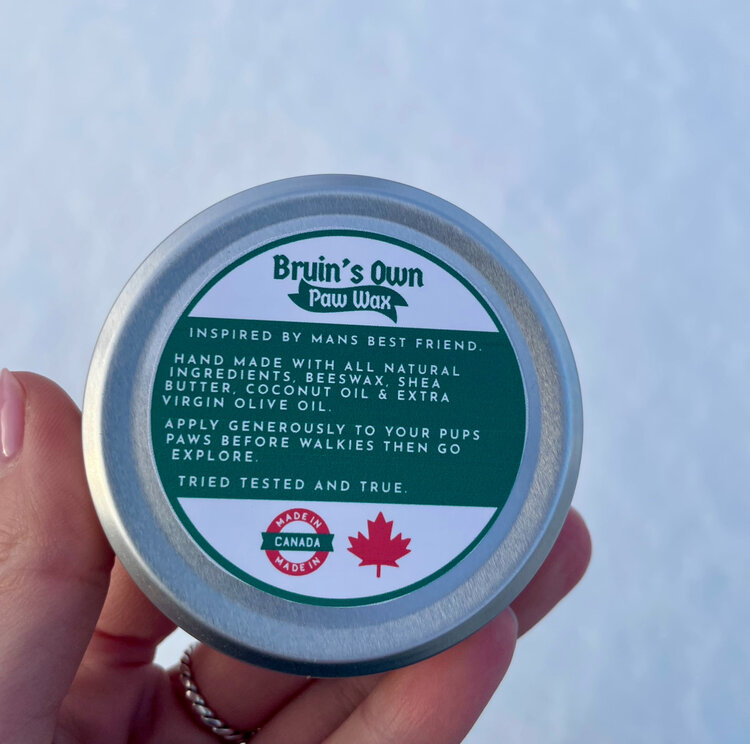 Bruin's Own
Paw Wax
INSPIRED BY MANS BEST FRIEND.
HAND MADE WITH ALL NATURAL
INGREDIENTS, BEESWAX, SHEA
BUTTER, COCONUT OIL & EXTRA
VIRGIN OLIVE OIL.
APPLY GENEROUSLY TO YOUR PUPS
PAWS BEFORE WALKIES THEN GO
EXPLORE.
TRIED TESTED AND TRUE.
MADE IN
CANADA
MADE IN